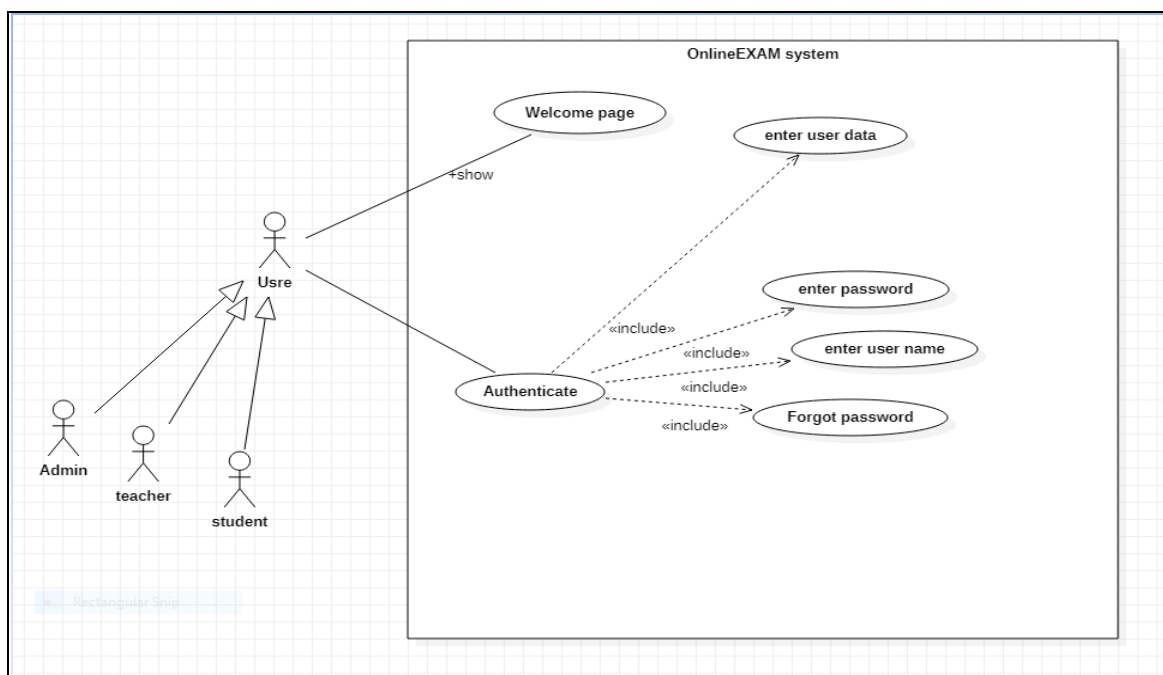 OnlineEXAM system
Welcome page
enter user data
+show
Usre
enter password
«include»
enter user name
«include»
Authenticate
«include»
Forgot password
«include»
Admin
teacher
student
Rectangular Snip